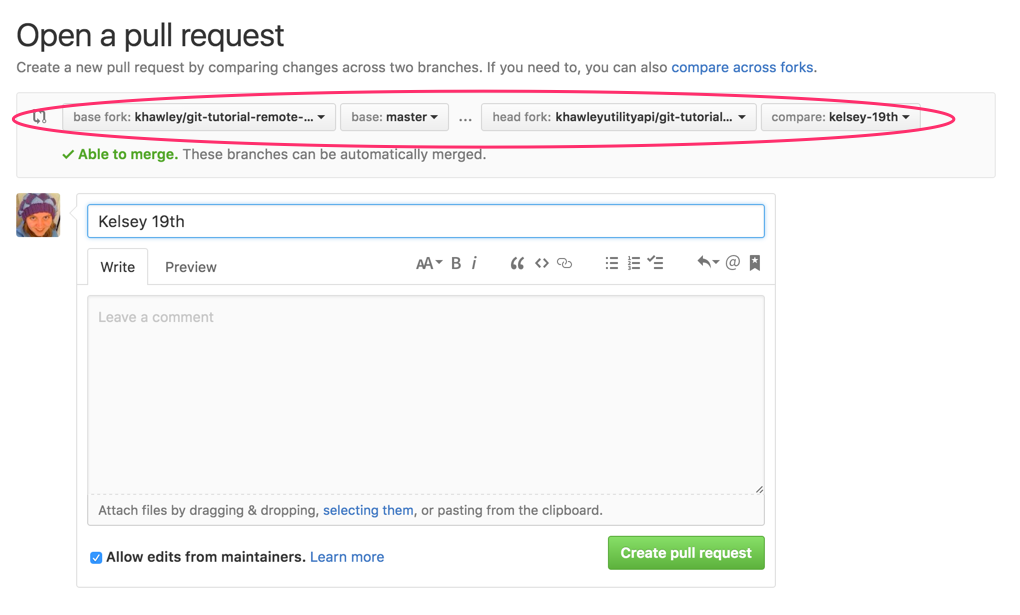 Open a pull request
Create a new pull request by comparing changes across two branches. If you need to, you can also compare across forks.
base fork: khawley/git-tutorial-remote-... base: master ... head fork: khawleyutilityapi/git-tutorial... compare: kelsey-19th
Able to merge. These branches can be automatically merged.
Kelsey 19th
Write Preview AA B i @
Leave a comment
Attach files by dragging & dropping, selecting them, or pasting from the clipboard.
Allow edits from maintainers. Learn more Create pull request